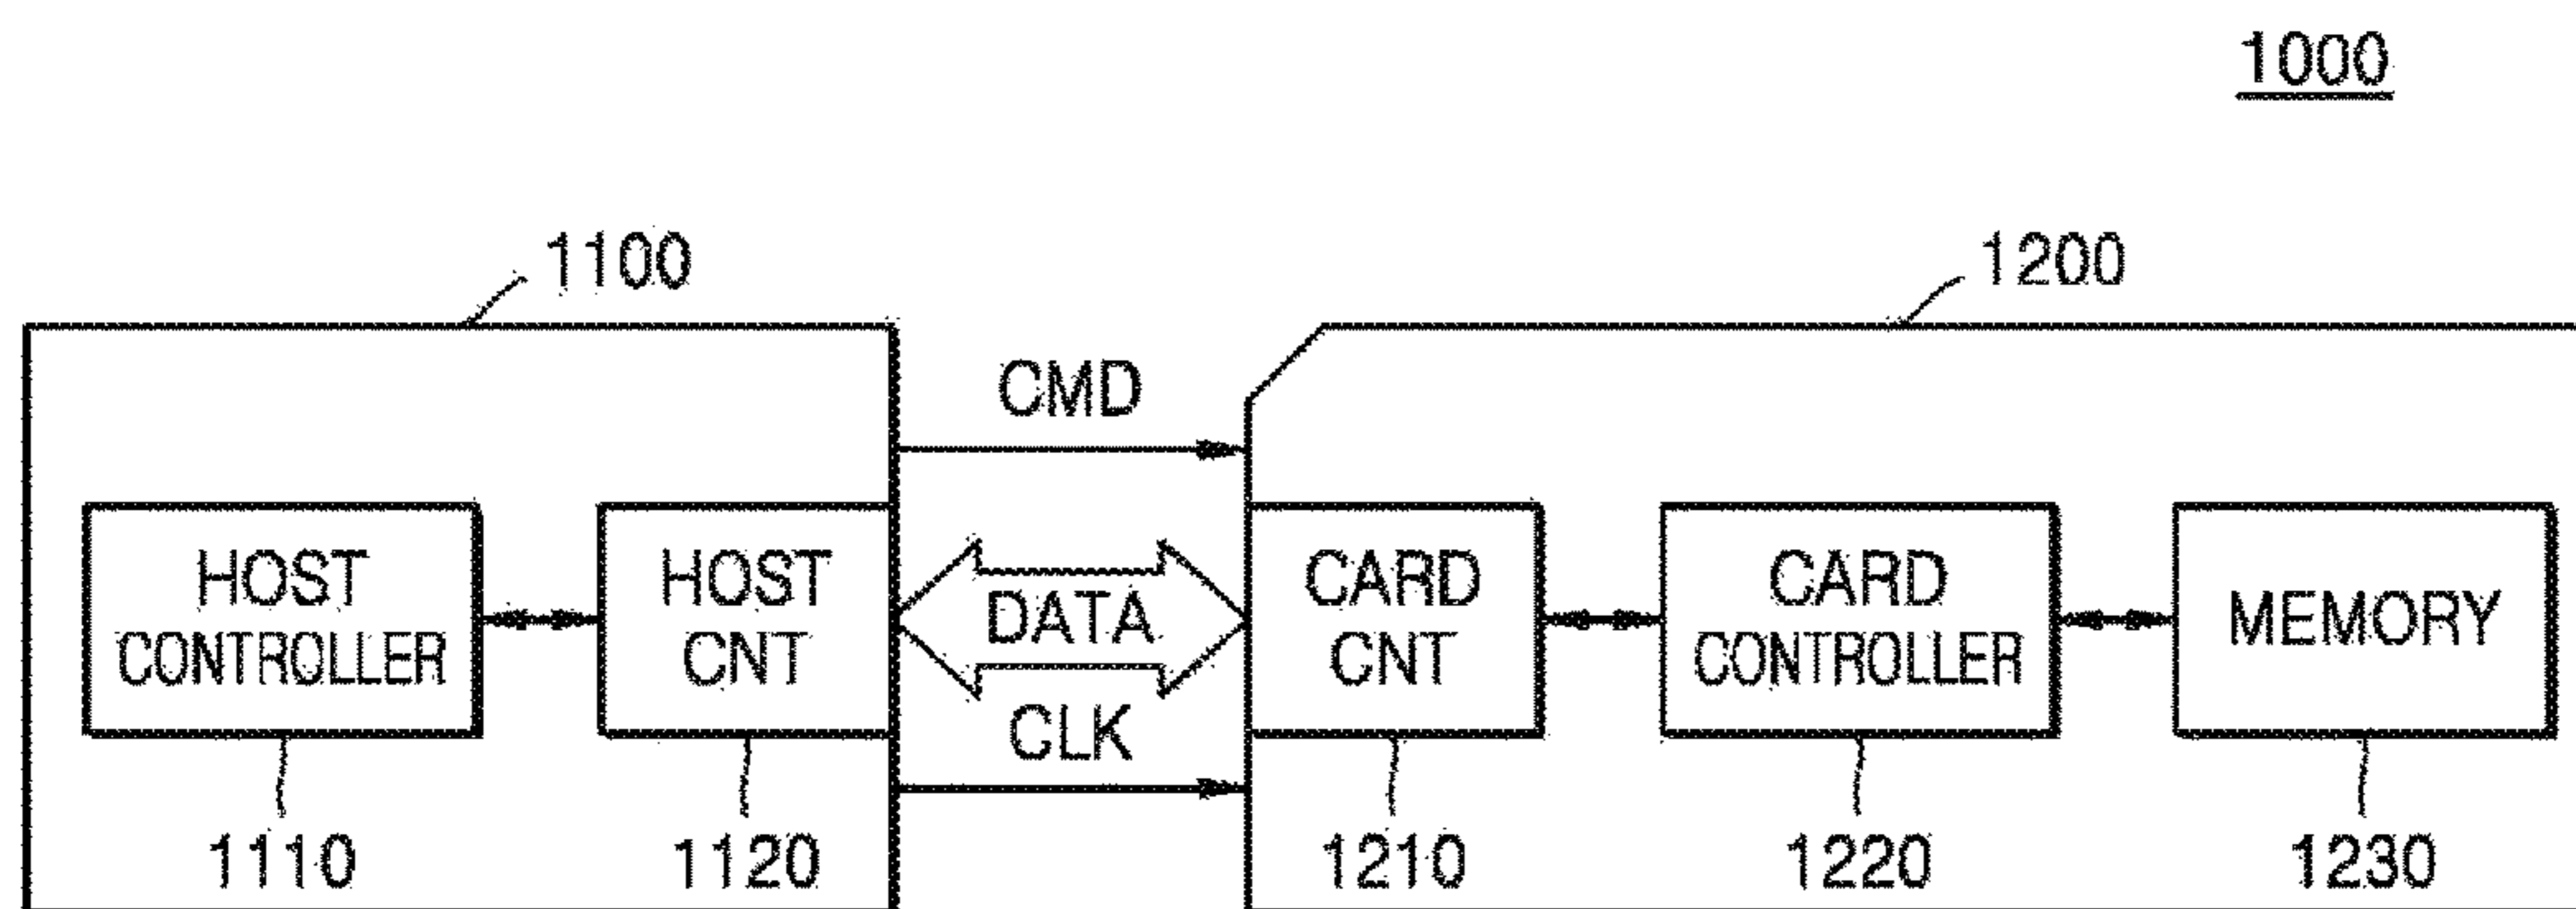 1000
1100
1200
CMD
HOST
CONTROLLER
HOST
CNT
DATA
CARD
CNT
CARD
CONTROLLER
MEMORY
CLK
1110
1120
1210
1220
1230